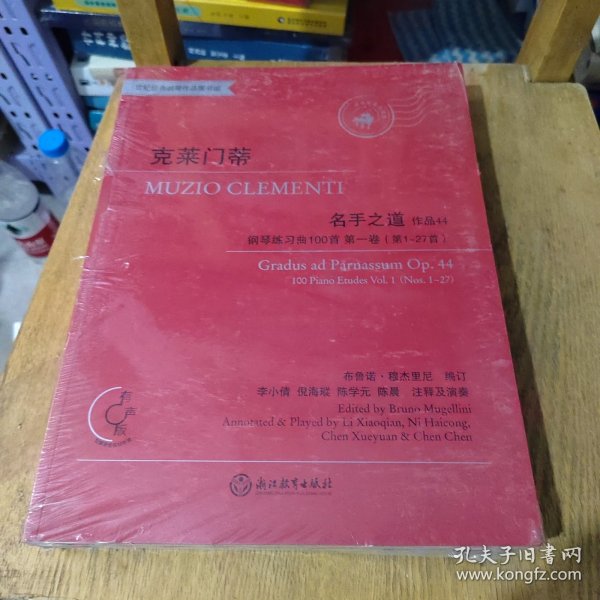 克莱门蒂
MUZIO CLEMENTI
名手之道 作品44
钢琴练习曲100首 第一卷（第1~27首）
Gradus ad Parnassum Op. 44
100 Piano Etudes Vol. 1 (Nos. 1~27)
布鲁诺·穆杰里尼 编订
李小倩 倪海琮 陈学元 陈晨 注释及演奏
Edited by Bruno Mugellini
Annotated & Played by Li Xiaoqian, Ni Haicong,
Chen Xueyuan & Chen Chen
有声版
浙江教育出版社
孔夫子旧书网
www.kongfz.com